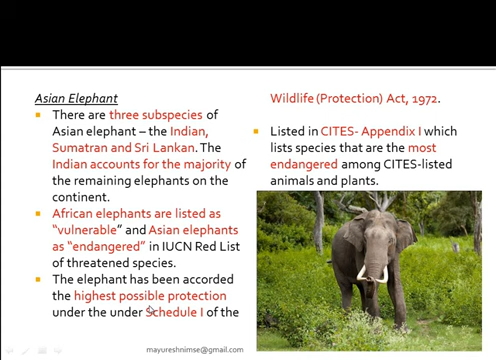 Asian Elephant
There are three subspecies of
Asian elephant – the Indian,
Sumatran and Sri Lankan. The
Indian accounts for the majority of
the remaining elephants on the
continent.
African elephants are listed as
“vulnerable” and Asian elephants
as “endangered” in IUCN Red List
of threatened species.
The elephant has been accorded
the highest possible protection
under the under Schedule I of the
Wildlife (Protection) Act, 1972.
Listed in CITES- Appendix I which
lists species that are the most
endangered among CITES-listed
animals and plants.
mayureshnimse@gmail.com